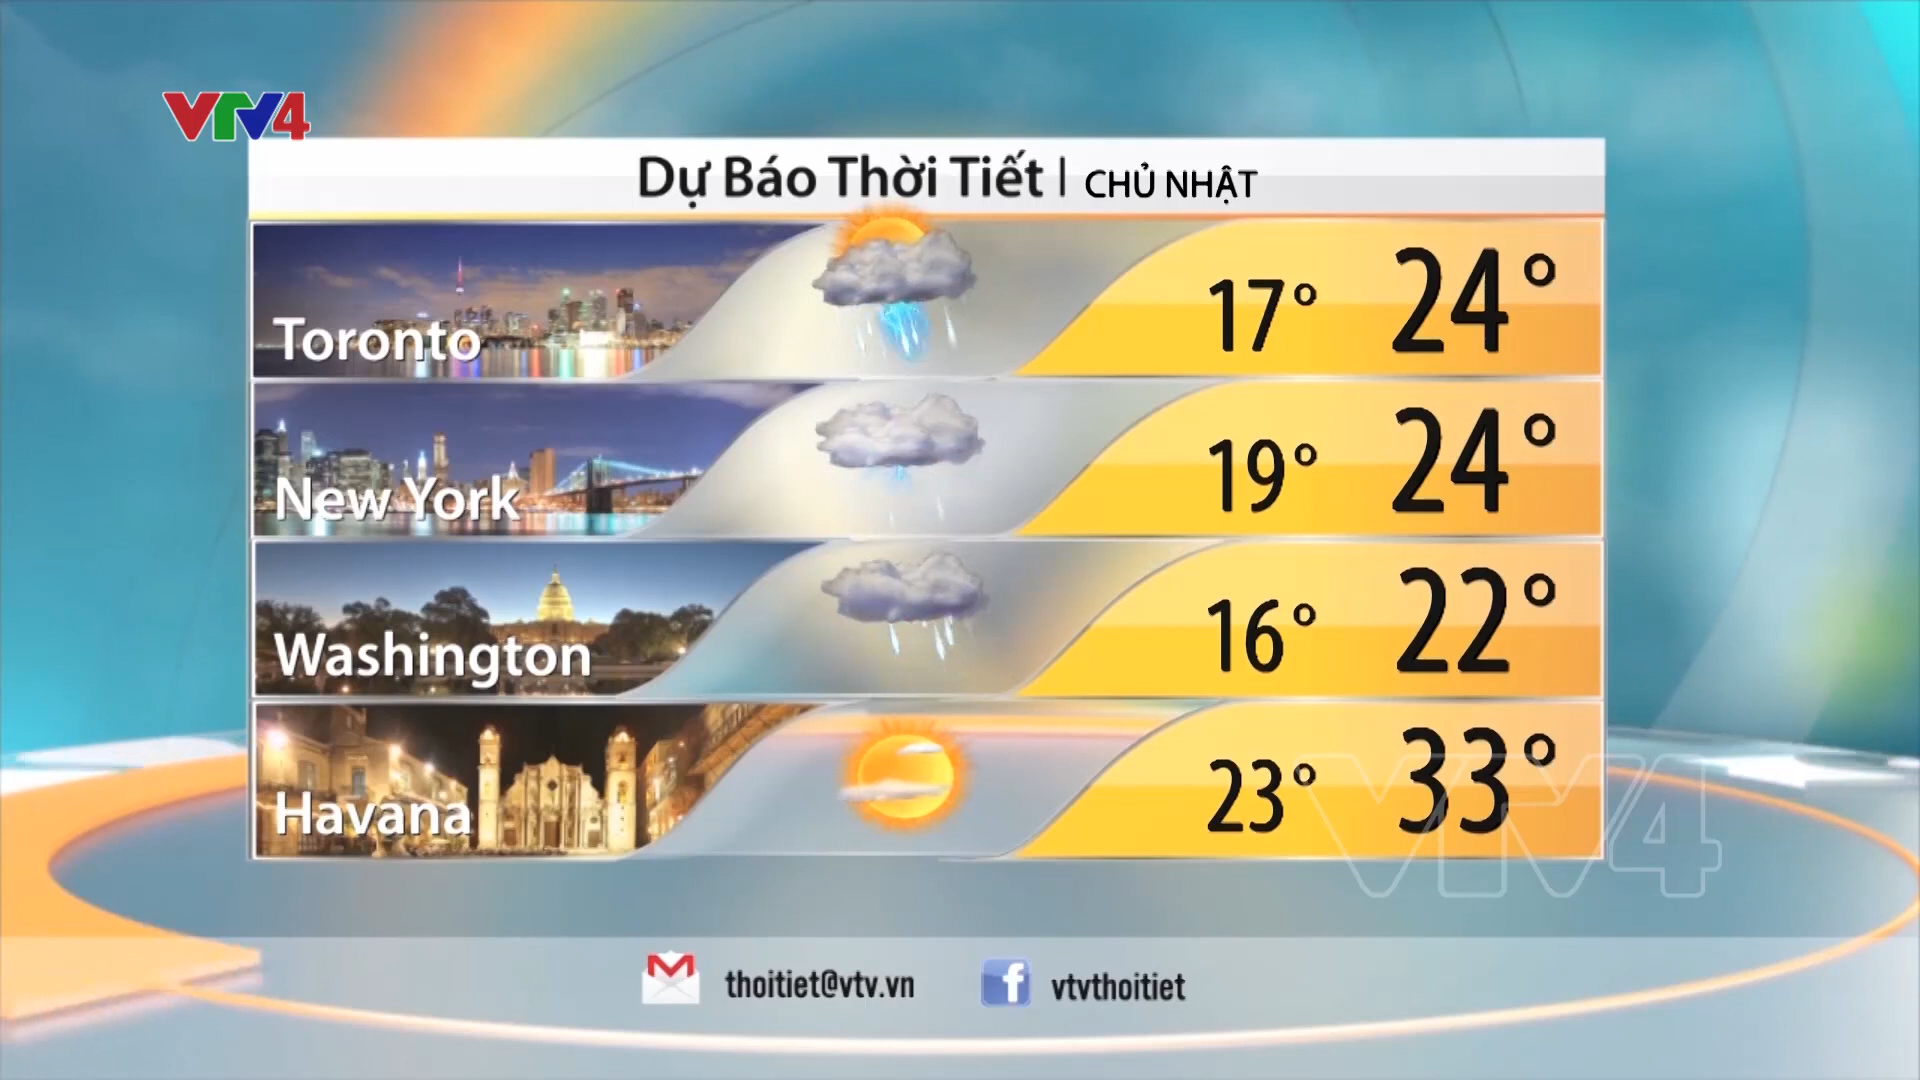 VTV4
Dự Báo Thời Tiết | CHỦ NHẬT
Toronto 17° 24°
New York 19° 24°
Washington 16° 22°
Havana 23° 33°
VTV4
thoitiet@vtv.vn vtvthoitiet